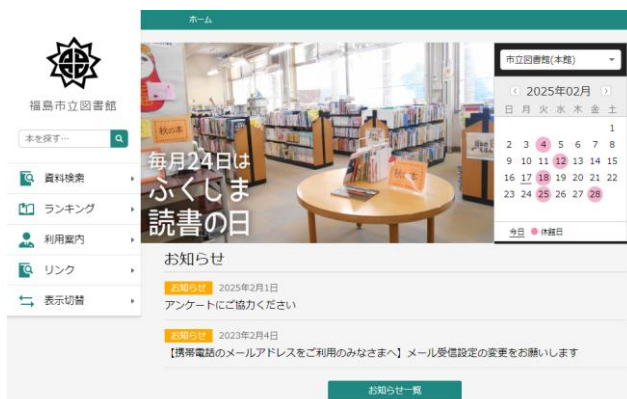 ホーム
福島市立図書館
本を探す…
資料検索
ランキング
利用案内
リンク
表示切替
秋の本
秋の本
毎月24日は
ふくしま
読書の日
市立図書館(本館)
2025年02月
日 月 火 水 木 金 土
1
2 3 4 5 6 7 8
9 10 11 12 13 14 15
16 17 18 19 20 21 22
23 24 25 26 27 28
今日 休館日
お知らせ
お知らせ 2025年2月1日
アンケートにご協力ください
お知らせ 2023年2月4日
【携帯電話のメールアドレスをご利用のみなさまへ】メール受信設定の変更をお願いします
お知らせ一覧